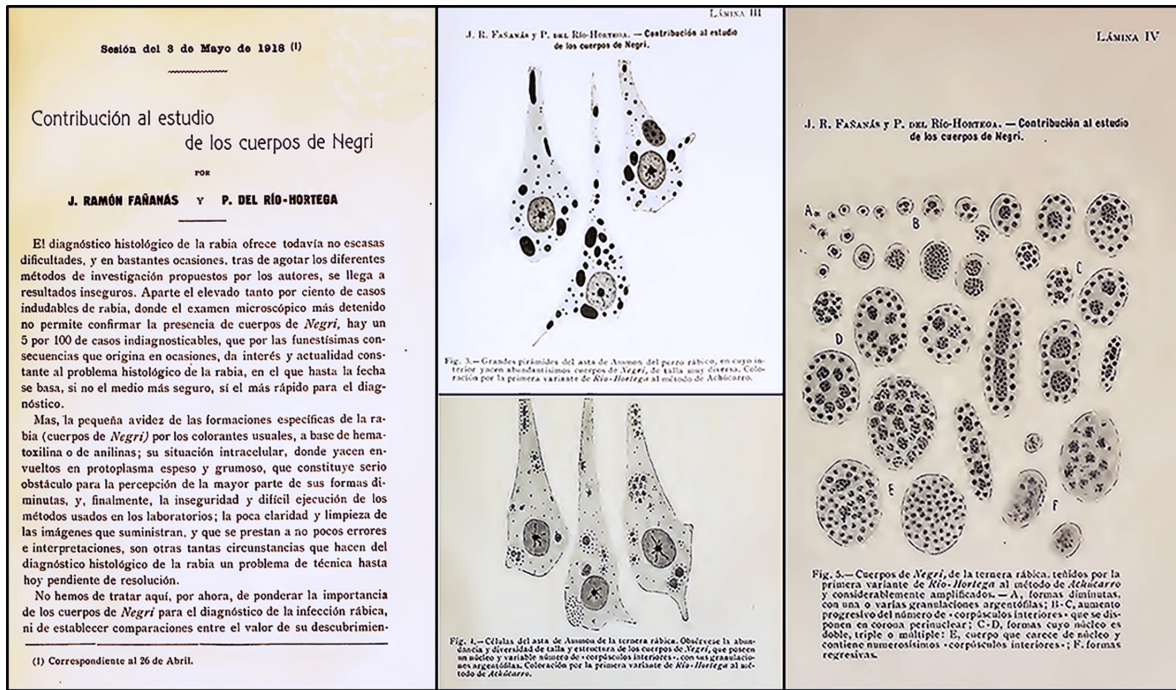 Sesión del 3 de Mayo de 1918 (1)
Contribución al estudio
de los cuerpos de Negri
POR
J. RAMÓN FAÑANÁS Y P. DEL RÍO-HORTEGA
El diagnóstico histológico de la rabia ofrece todavía no escasas
dificultades, y en bastantes ocasiones, tras de agotar los diferentes
métodos de investigación propuestos por los autores, se llega a
resultados inseguros. Aparte el elevado tanto por ciento de casos
indudables de rabia, donde el examen microscópico más detenido
no permite confirmar la presencia de cuerpos de Negri, hay un
5 por 100 de casos indiagnosticables, que por las funestísimas con-
secuencias que origina en ocasiones, da interés y actualidad cons-
tante al problema histológico de la rabia, en el que hasta la fecha
se basa, si no el medio más seguro, sí el más rápido para el diag-
nóstico.
Mas, la pequeña avidez de las formaciones específicas de la ra-
bia (cuerpos de Negri) por los colorantes usuales, a base de hema-
toxilina o de anilinas; su situación intracelular, donde yacen en-
vueltos en protoplasma espeso y grumoso, que constituye serio
obstáculo para la percepción de la mayor parte de sus formas di-
minutas, y, finalmente, la inseguridad y difícil ejecución de los
métodos usados en los laboratorios; la poca claridad y limpieza de
las imágenes que suministran, y que se prestan a no pocos errores
e interpretaciones, son otras tantas circunstancias que hacen del
diagnóstico histológico de la rabia un problema de técnica hasta
hoy pendiente de resolución.
No hemos de tratar aquí, por ahora, de ponderar la importancia
de los cuerpos de Negri para el diagnóstico de la infección rábica,
ni de establecer comparaciones entre el valor de su descubrimien-
(1) Correspondiente al 26 de Abril.
LÁMINA III
J. R. FAÑANÁS y P. DEL RÍO-HORTEGA. — Contribución al estudio
de los cuerpos de Negri.
Fig. 3.—Grandes pirámides del asta de Ammon del perro rábico, en cuyo in-
terior yacen abundantísimos cuerpos de Negri, de talla muy diversa. Colo-
ración por la primera variante de Río-Hortega al método de Achúcarro.
Fig. 4.—Células del asta de Ammon de la ternera rábica. Obsérvese la abun-
dancia y diversidad de talla y estructura de los cuerpos de Negri, que poseen
un núcleo y variable número de «corpúsculos interiores» con sus granulacio-
nes argentófilas. Coloración por la primera variante de Río-Hortega al mé-
todo de Achúcarro.
LÁMINA IV
J. R. FAÑANÁS y P. DEL RÍO-HORTEGA. — Contribución al estudio
de los cuerpos de Negri.
A
B
C
D
E
F
Fig. 5.—Cuerpos de Negri, de la ternera rábica, teñidos por la
primera variante de Río-Hortega al método de Achúcarro
y considerablemente amplificados. — A, formas diminutas,
con una o varias granulaciones argentófilas; B-C, aumento
progresivo del número de «corpúsculos interiores» que se dis-
ponen en corona perinuclear; C-D, formas cuyo núcleo es
doble, triple o múltiple; E, cuerpo que carece de núcleo y
contiene numerosísimos «corpúsculos interiores»; F. formas
regresivas.